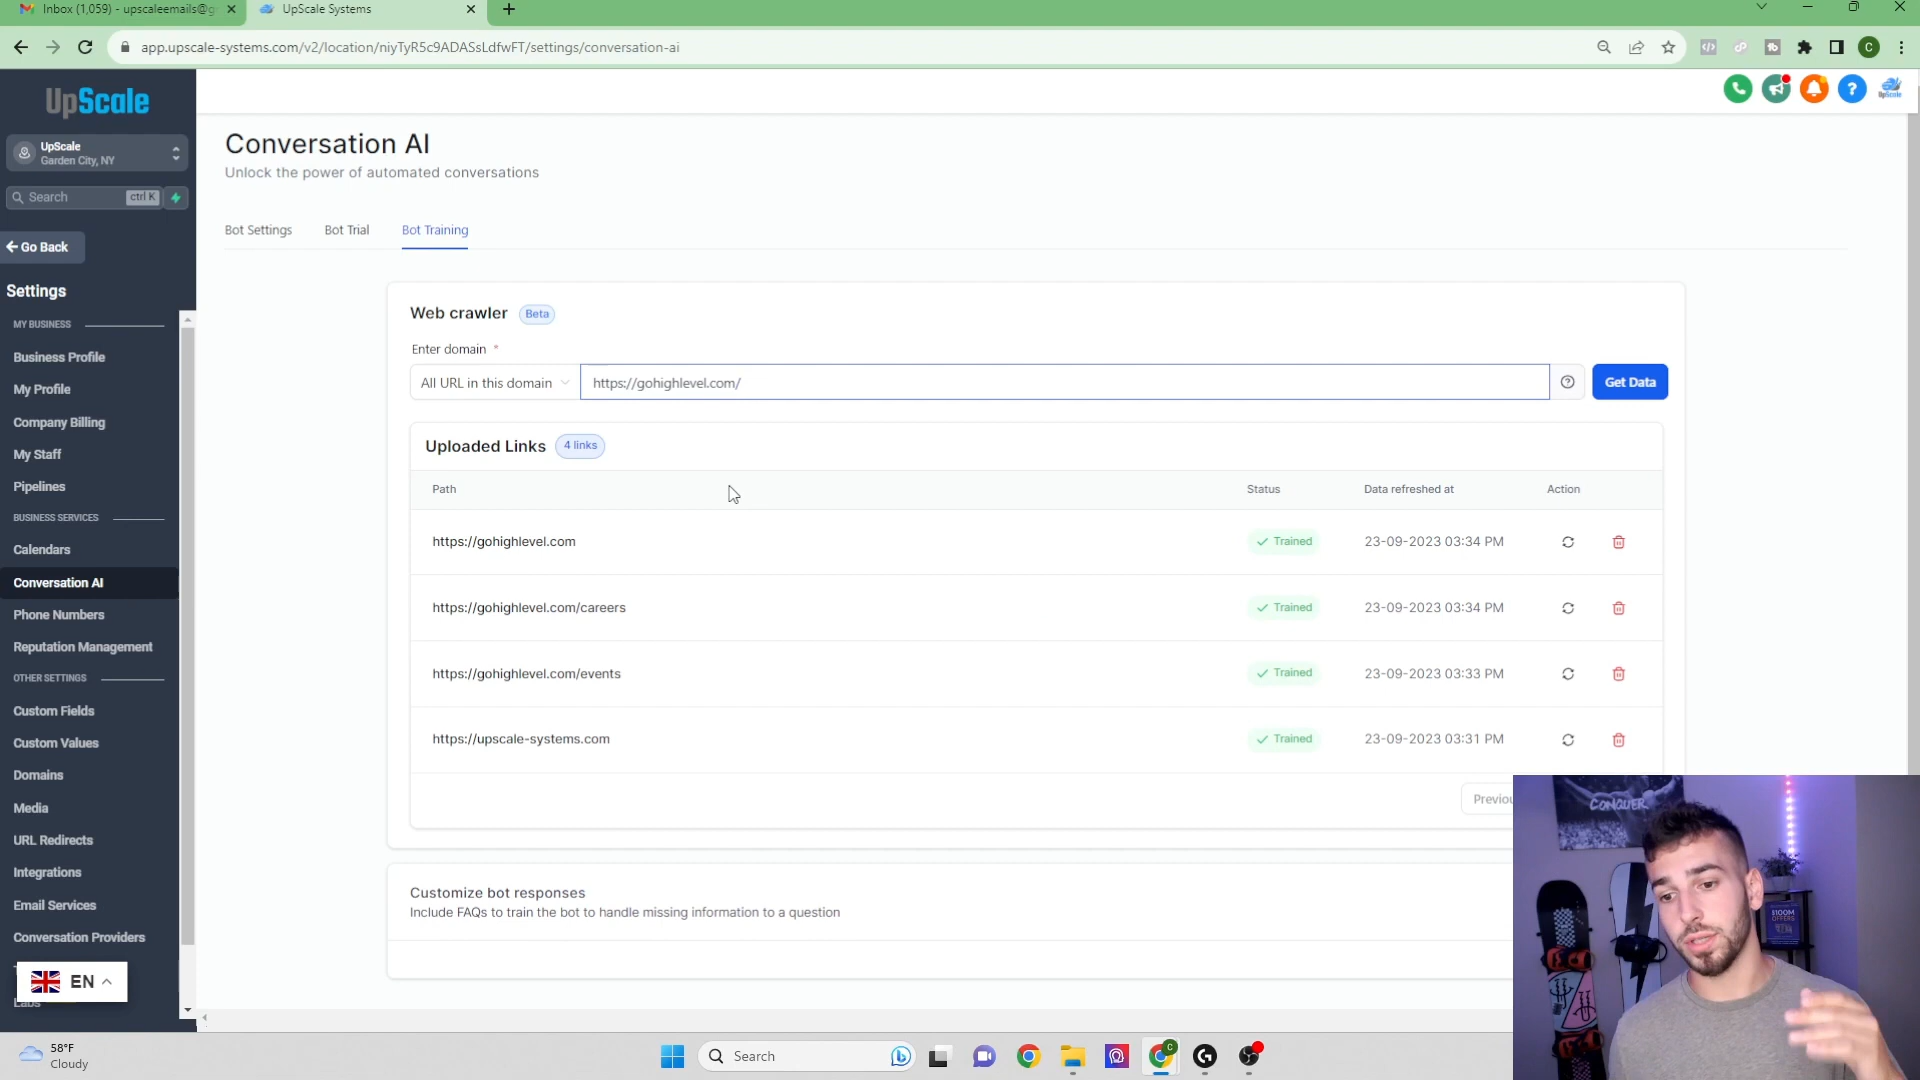 Inbox (1,059) - upscaleemails@g
UpScale Systems
app.upscale-systems.com/v2/location/niyTyR5c9ADASsLdfwFT/settings/conversation-ai
UpScale
UpScale
Garden City, NY
Search
ctrl K
Go Back
Settings
MY BUSINESS
Business Profile
My Profile
Company Billing
My Staff
Pipelines
BUSINESS SERVICES
Calendars
Conversation AI
Phone Numbers
Reputation Management
OTHER SETTINGS
Custom Fields
Custom Values
Domains
Media
URL Redirects
Integrations
Email Services
Conversation Providers
EN
Labs
Conversation AI
Unlock the power of automated conversations
Bot Settings
Bot Trial
Bot Training
Web crawler
Beta
Enter domain *
All URL in this domain
https://gohighlevel.com/
Get Data
Uploaded Links
4 links
Path
Status
Data refreshed at
Action
https://gohighlevel.com
Trained
23-09-2023 03:34 PM
https://gohighlevel.com/careers
Trained
23-09-2023 03:34 PM
https://gohighlevel.com/events
Trained
23-09-2023 03:33 PM
https://upscale-systems.com
Trained
23-09-2023 03:31 PM
Previou
Customize bot responses
Include FAQs to train the bot to handle missing information to a question
CONQUER
$100M
OFFERS
58°F
Cloudy
Search